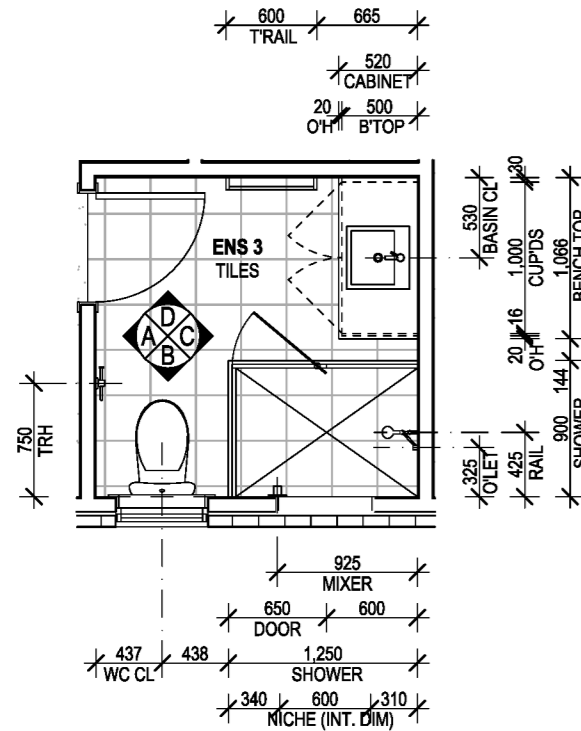 600 665
T'RAIL
520
CABINET
20 500
O'H B'TOP
ENS 3
TILES
D
A C
B
530
BASIN CL
30
1,000
CUP'DS
16
20
O'H
1,066
BENCH TOP
144
900
SHOWER
325
O'LET
425
RAIL
750
TRH
925
MIXER
650 600
DOOR
437 438 1,250
WC CL SHOWER
340 600 310
NICHE (INT. DIM)